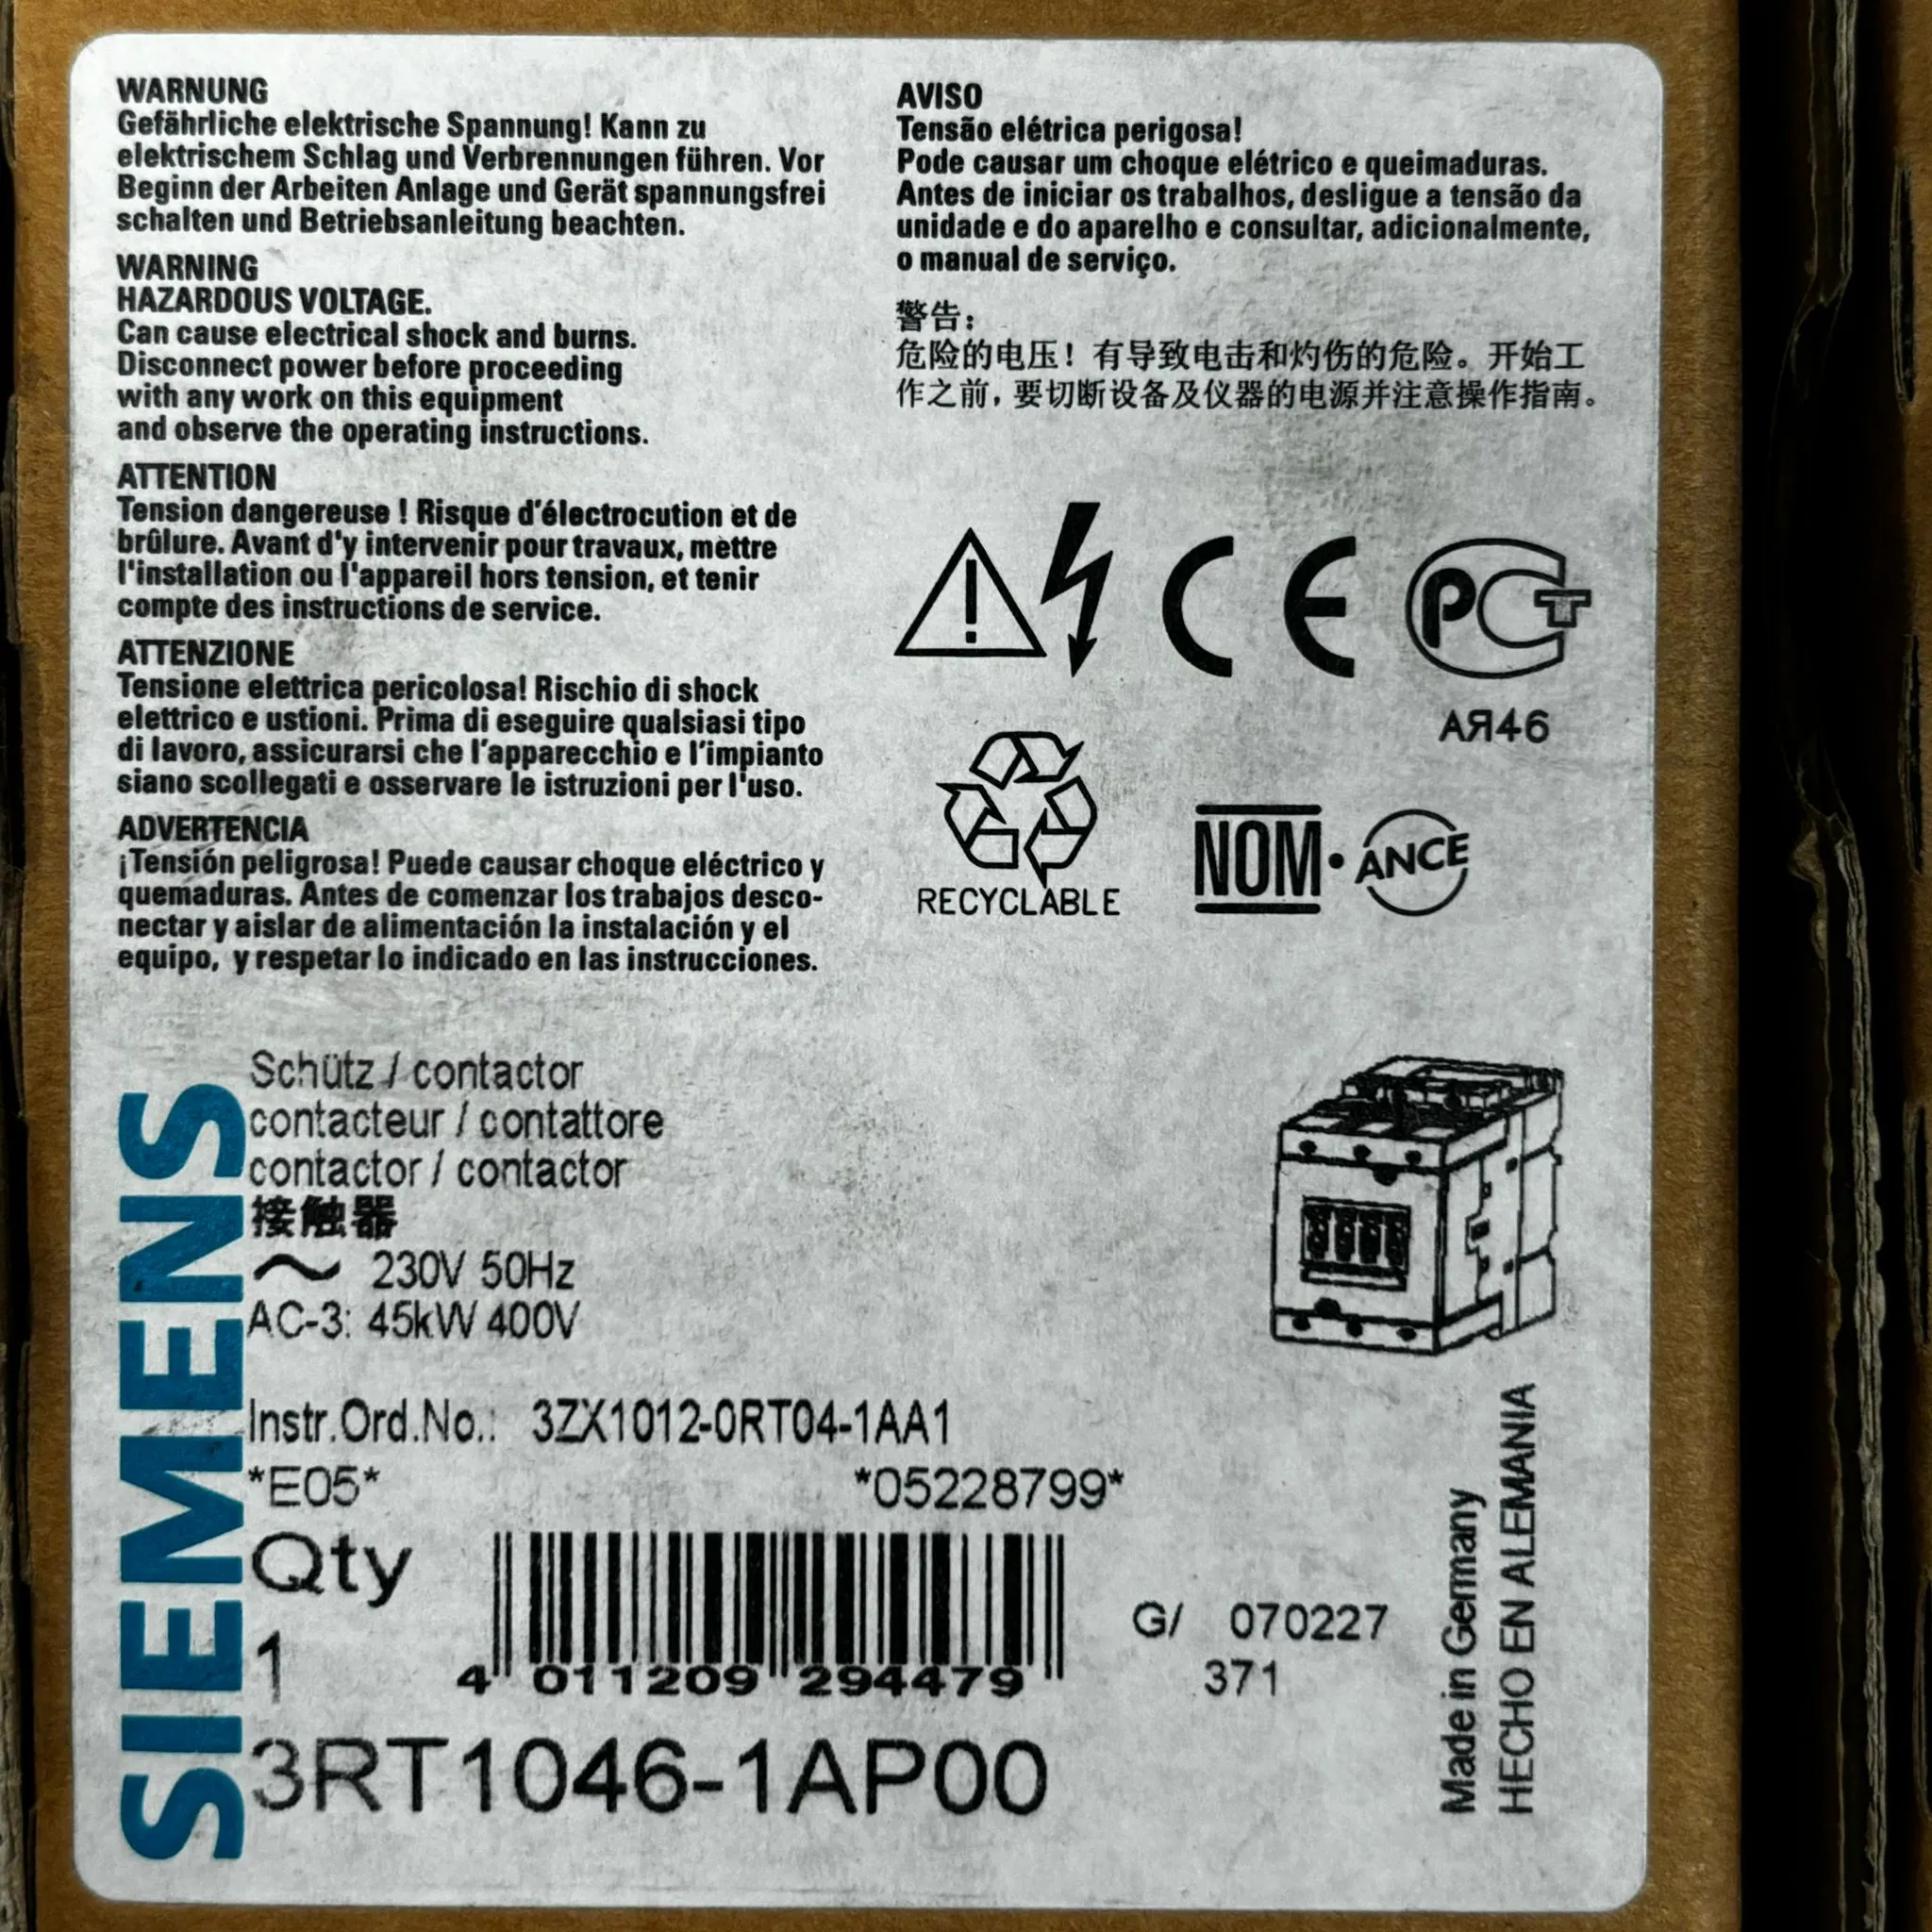 WARNUNG
Gefährliche elektrische Spannung! Kann zu
elektrischem Schlag und Verbrennungen führen. Vor
Beginn der Arbeiten Anlage und Gerät spannungsfrei
schalten und Betriebsanleitung beachten.
WARNING
HAZARDOUS VOLTAGE.
Can cause electrical shock and burns.
Disconnect power before proceeding
with any work on this equipment
and observe the operating instructions.
ATTENTION
Tension dangereuse ! Risque d'électrocution et de
brûlure. Avant d'y intervenir pour travaux, mettre
l'installation ou l'appareil hors tension, et tenir
compte des instructions de service.
ATTENZIONE
Tensione elettrica pericolosa! Rischio di shock
elettrico e ustioni. Prima di eseguire qualsiasi tipo
di lavoro, assicurarsi che l'apparecchio e l'impianto
siano scollegati e osservare le istruzioni per l'uso.
ADVERTENCIA
¡Tensión peligrosa! Puede causar choque eléctrico y
quemaduras. Antes de comenzar los trabajos desco-
nectar y aislar de alimentación la instalación y el
equipo, y respetar lo indicado en las instrucciones.
AVISO
Tensão elétrica perigosa!
Pode causar um choque elétrico e queimaduras.
Antes de iniciar os trabalhos, desligue a tensão da
unidade e do aparelho e consultar, adicionalmente,
o manual de serviço.
警告:
危险的电压！有导致电击和灼伤的危险。开始工
作之前，要切断设备及仪器的电源并注意操作指南。
CE PCT
АЯ46
RECYCLABLE
NOM · ANCE
SIEMENS
Schütz / contactor
contacteur / contattore
contactor / contactor
接触器
~ 230V 50Hz
AC-3: 45kW 400V
Instr.Ord.No.: 3ZX1012-0RT04-1AA1
*E05* *05228799*
Qty
1
4 011209 294479
G/ 070227
371
3RT1046-1AP00
Made in Germany
HECHO EN ALEMANIA